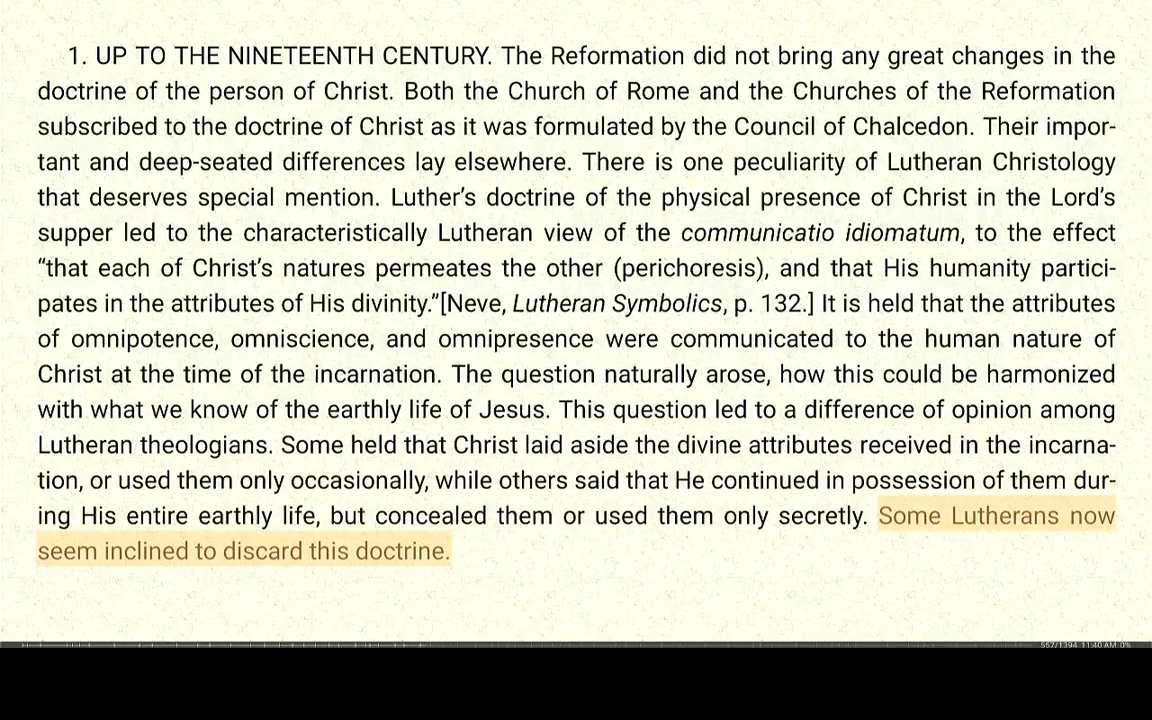 1. UP TO THE NINETEENTH CENTURY. The Reformation did not bring any great changes in the
doctrine of the person of Christ. Both the Church of Rome and the Churches of the Reformation
subscribed to the doctrine of Christ as it was formulated by the Council of Chalcedon. Their impor-
tant and deep-seated differences lay elsewhere. There is one peculiarity of Lutheran Christology
that deserves special mention. Luther’s doctrine of the physical presence of Christ in the Lord’s
supper led to the characteristically Lutheran view of the communicatio idiomatum, to the effect
“that each of Christ’s natures permeates the other (perichoresis), and that His humanity partici-
pates in the attributes of His divinity.”[Neve, Lutheran Symbolics, p. 132.] It is held that the attributes
of omnipotence, omniscience, and omnipresence were communicated to the human nature of
Christ at the time of the incarnation. The question naturally arose, how this could be harmonized
with what we know of the earthly life of Jesus. This question led to a difference of opinion among
Lutheran theologians. Some held that Christ laid aside the divine attributes received in the incarna-
tion, or used them only occasionally, while others said that He continued in possession of them dur-
ing His entire earthly life, but concealed them or used them only secretly. Some Lutherans now
seem inclined to discard this doctrine.
557/1394 11:40 AM 0%